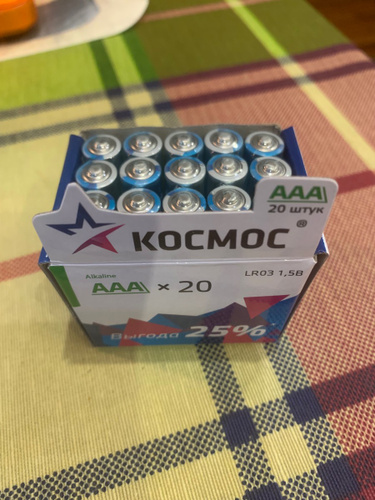 AAA
20 штук
КОСМОС®
Alkaline
LR03 1,5В
AAA × 20
Выгода 25%*